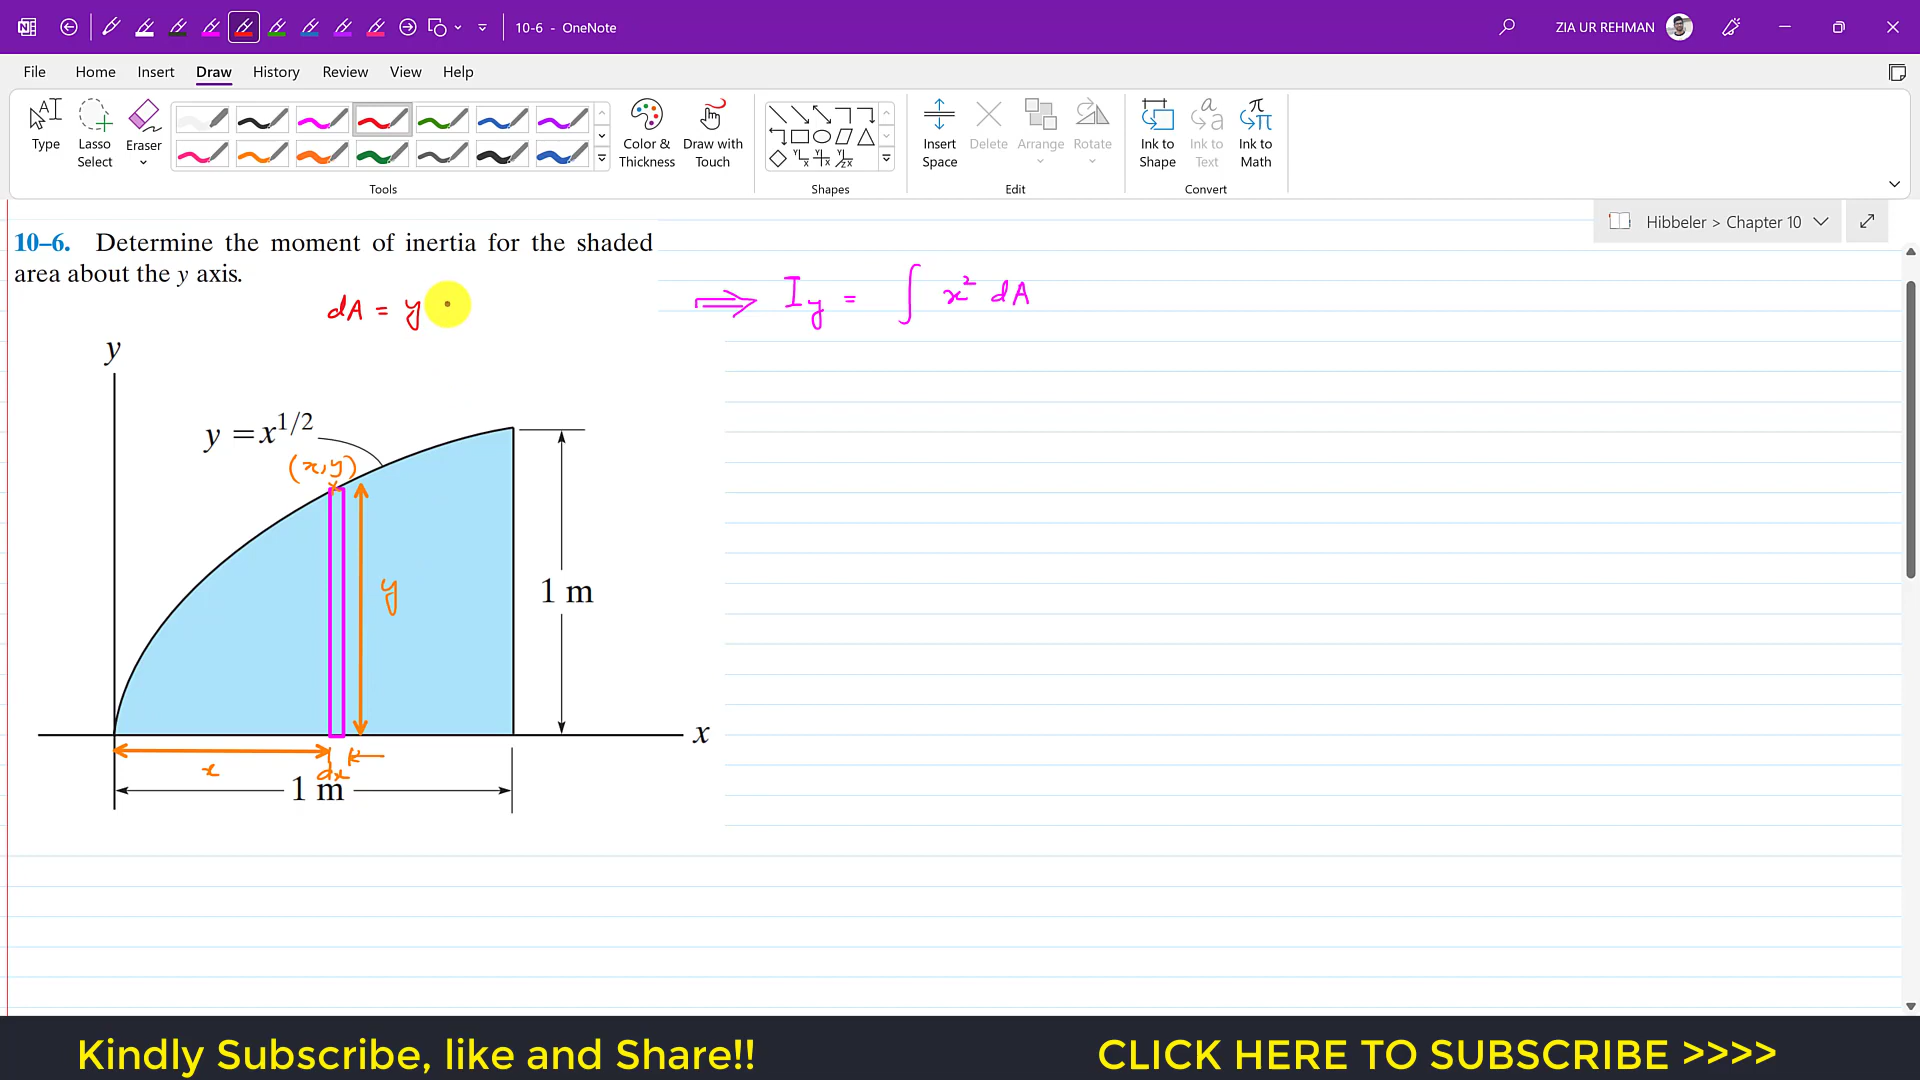 10-6 - OneNote
ZIA UR REHMAN
File Home Insert Draw History Review View Help
Type
Lasso Select
Eraser
Color & Thickness
Draw with Touch
Insert Space
Delete
Arrange
Rotate
Ink to Shape
Ink to Text
Ink to Math
Tools
Shapes
Edit
Convert
Hibbeler > Chapter 10
10–6. Determine the moment of inertia for the shaded
area about the y axis.
dA = y
⇒ I_y = ∫ x² dA
y
y = x^1/2
(x,y)
y
1 m
x
x
dx
1 m
Kindly Subscribe, like and Share!!
CLICK HERE TO SUBSCRIBE >>>>